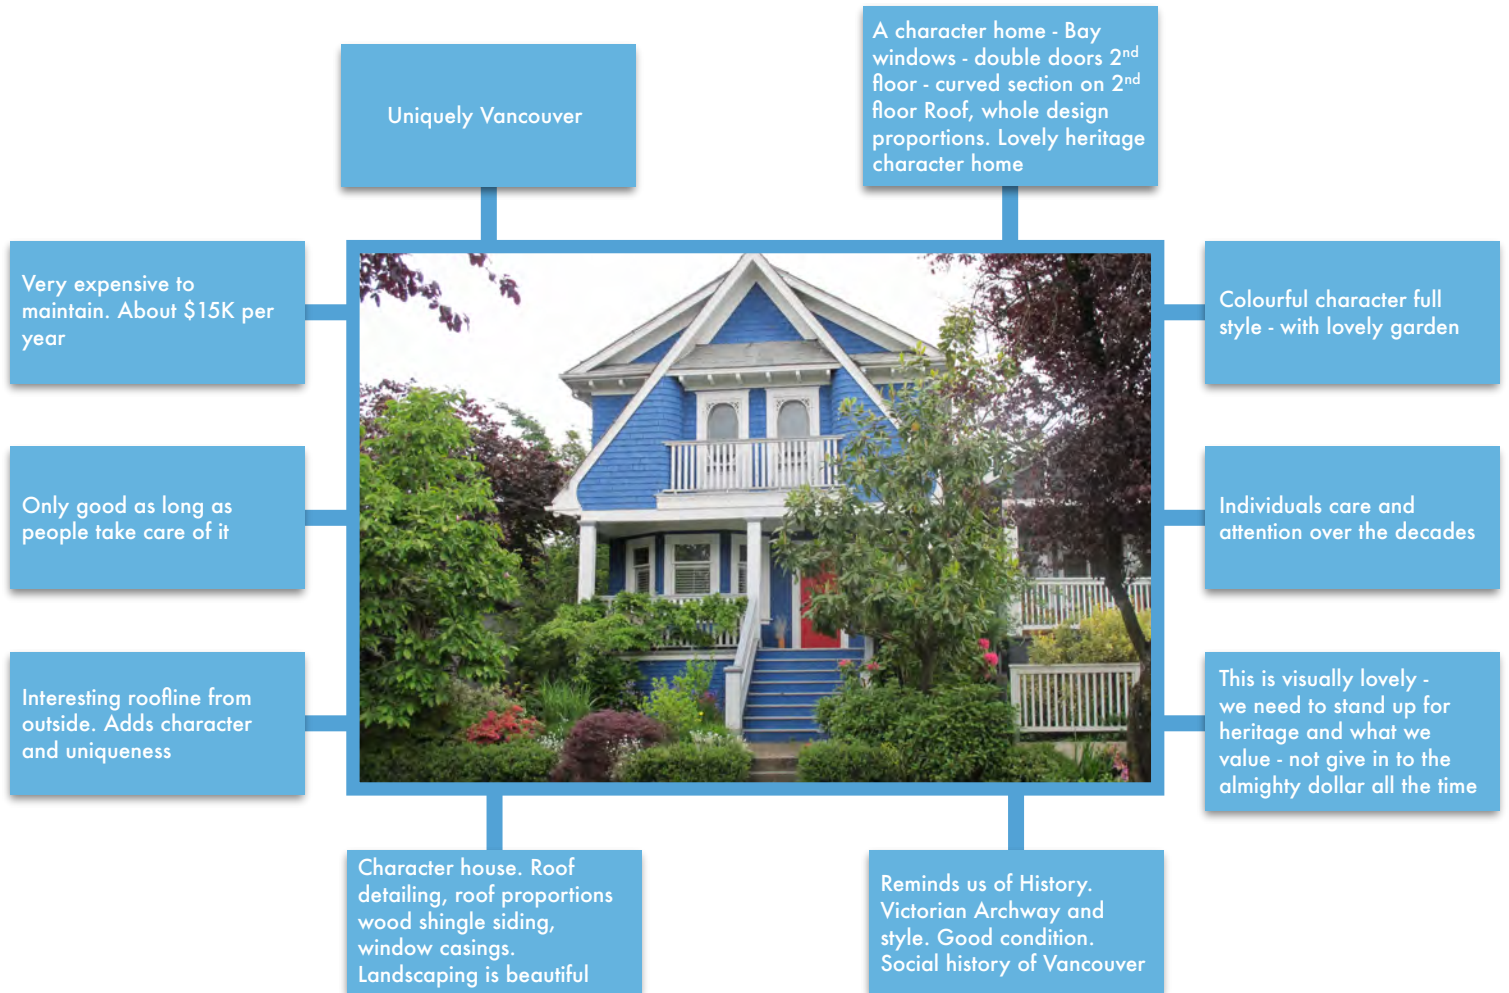 Uniquely Vancouver
A character home - Bay
windows - double doors 2nd
floor - curved section on 2nd
floor Roof, whole design
proportions. Lovely heritage
character home
Very expensive to
maintain. About $15K per
year
Colourful character full
style - with lovely garden
Only good as long as
people take care of it
Individuals care and
attention over the decades
Interesting roofline from
outside. Adds character
and uniqueness
This is visually lovely -
we need to stand up for
heritage and what we
value - not give in to the
almighty dollar all the time
Character house. Roof
detailing, roof proportions
wood shingle siding,
window casings.
Landscaping is beautiful
Reminds us of History.
Victorian Archway and
style. Good condition.
Social history of Vancouver